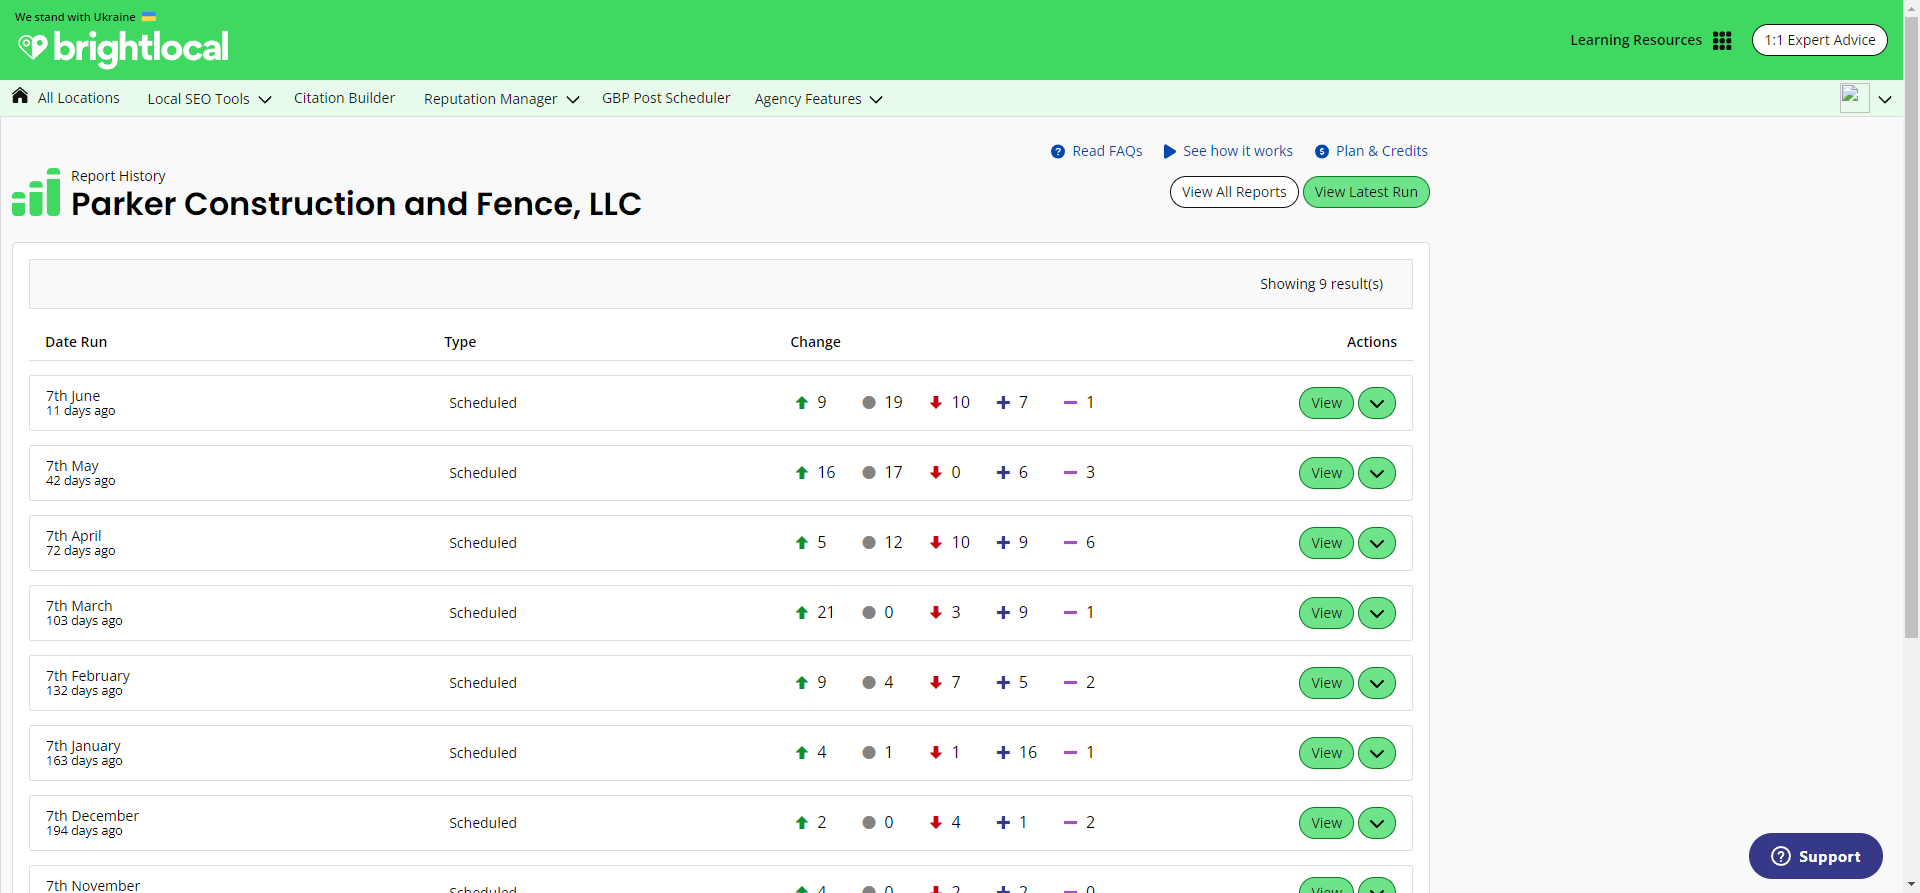 We stand with Ukraine
brightlocal
Learning Resources
1:1 Expert Advice
All Locations
Local SEO Tools
Citation Builder
Reputation Manager
GBP Post Scheduler
Agency Features
Read FAQs
See how it works
Plan & Credits
Report History
Parker Construction and Fence, LLC
View All Reports
View Latest Run
Showing 9 result(s)
Date Run Type Change Actions
7th June
11 days ago
Scheduled 9 19 10 7 1 View
7th May
42 days ago
Scheduled 16 17 0 6 3 View
7th April
72 days ago
Scheduled 5 12 10 9 6 View
7th March
103 days ago
Scheduled 21 0 3 9 1 View
7th February
132 days ago
Scheduled 9 4 7 5 2 View
7th January
163 days ago
Scheduled 4 1 1 16 1 View
7th December
194 days ago
Scheduled 2 0 4 1 2 View
7th November
Scheduled 4 0 2 2 0 View
Support